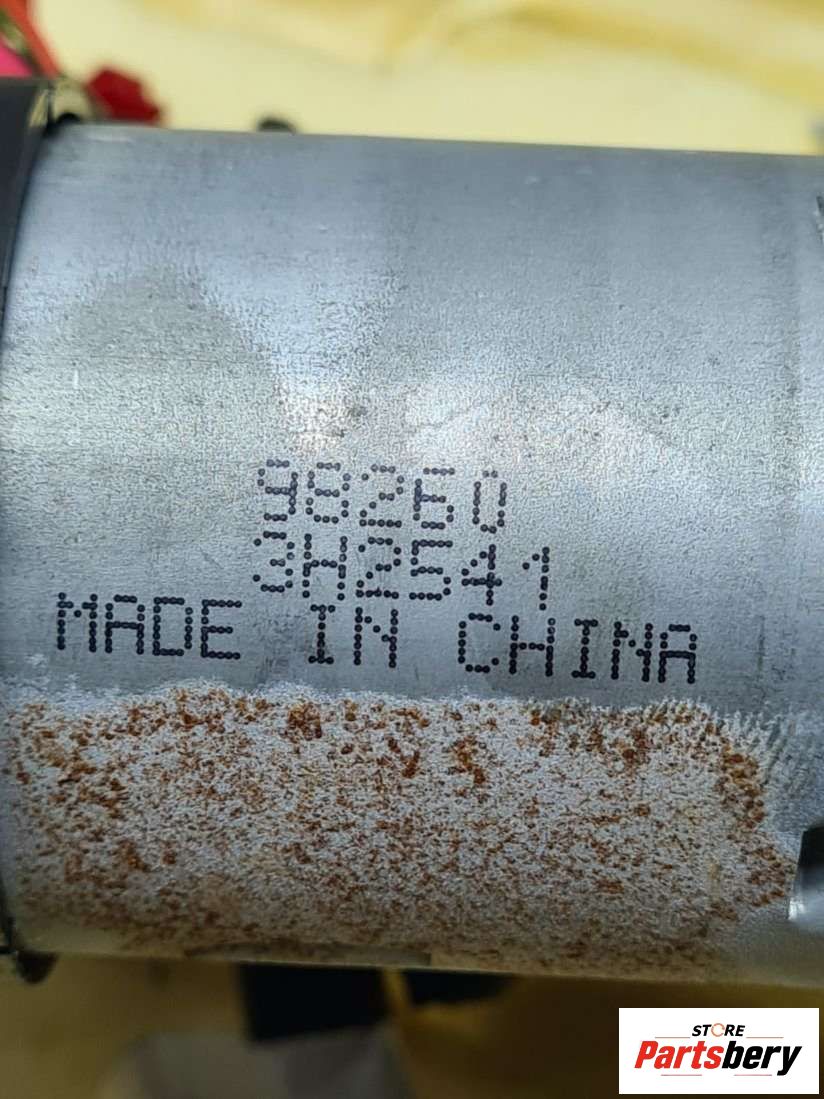 98260
3H2541
MADE IN CHINA
STORE
Partsbery